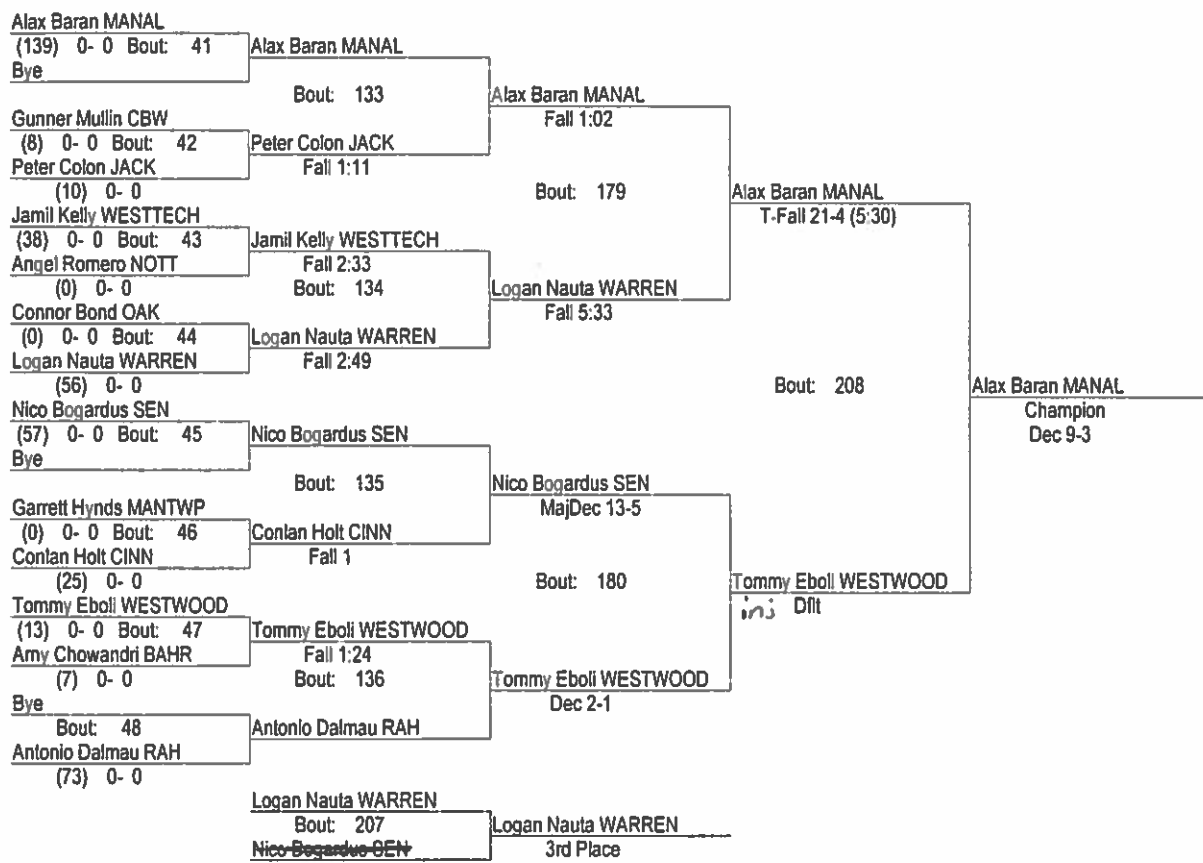 Alax Baran MANAL
(139) 0- 0 Bout: 41
Bye
Gunner Mullin CBW
(8) 0- 0 Bout: 42
Peter Colon JACK
(10) 0- 0
Jamil Kelly WESTTECH
(38) 0- 0 Bout: 43
Angel Romero NOTT
(0) 0- 0
Connor Bond OAK
(0) 0- 0 Bout: 44
Logan Nauta WARREN
(56) 0- 0
Nico Bogardus SEN
(57) 0- 0 Bout: 45
Bye
Garrett Hynds MANTWP
(0) 0- 0 Bout: 46
Conlan Holt CINN
(25) 0- 0
Tommy Eboli WESTWOOD
(13) 0- 0 Bout: 47
Amy Chowandri BAHR
(7) 0- 0
Bye
Bout: 48
Antonio Dalmau RAH
(73) 0- 0
Alax Baran MANAL
Bout: 133
Peter Colon JACK
Fall 1:11
Jamil Kelly WESTTECH
Fall 2:33
Bout: 134
Logan Nauta WARREN
Fall 2:49
Nico Bogardus SEN
Bout: 135
Conlan Holt CINN
Fall 1
Tommy Eboli WESTWOOD
Fall 1:24
Bout: 136
Antonio Dalmau RAH
Alax Baran MANAL
Fall 1:02
Bout: 179
Logan Nauta WARREN
Fall 5:33
Nico Bogardus SEN
MajDec 13-5
Bout: 180
Tommy Eboli WESTWOOD
Dec 2-1
Alax Baran MANAL
T-Fall 21-4 (5:30)
Bout: 208
Tommy Eboli WESTWOOD
inj Dflt
Alax Baran MANAL
Champion
Dec 9-3
Logan Nauta WARREN
Bout: 207
Nico Bogardus SEN
Logan Nauta WARREN
3rd Place